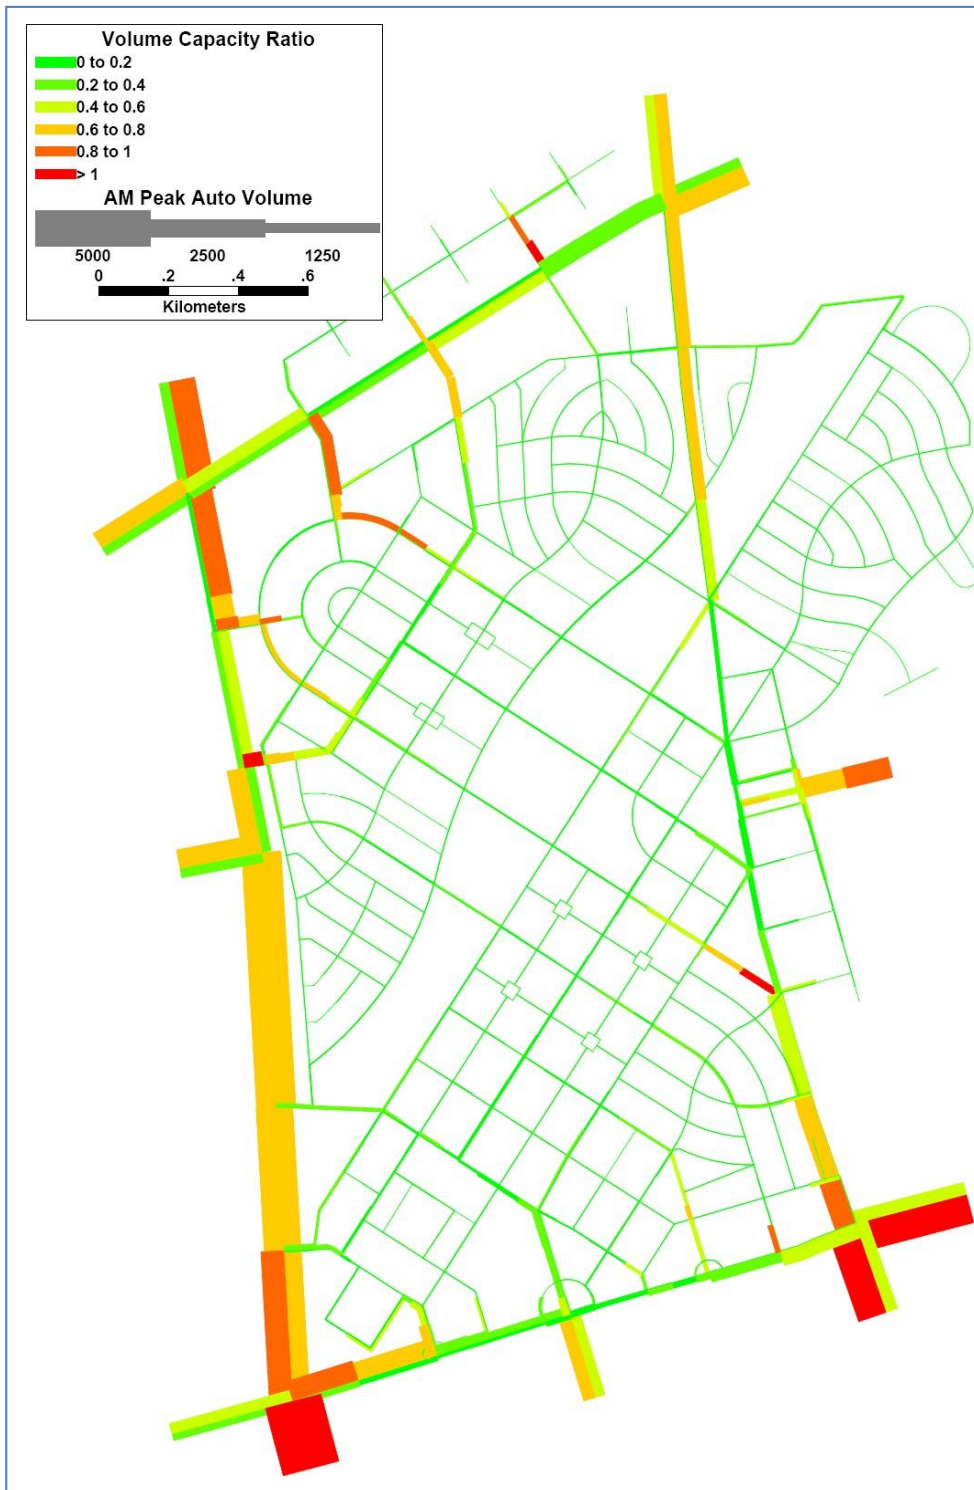 Volume Capacity Ratio
0 to 0.2
0.2 to 0.4
0.4 to 0.6
0.6 to 0.8
0.8 to 1
> 1
AM Peak Auto Volume
5000 2500 1250
0 .2 .4 .6
Kilometers